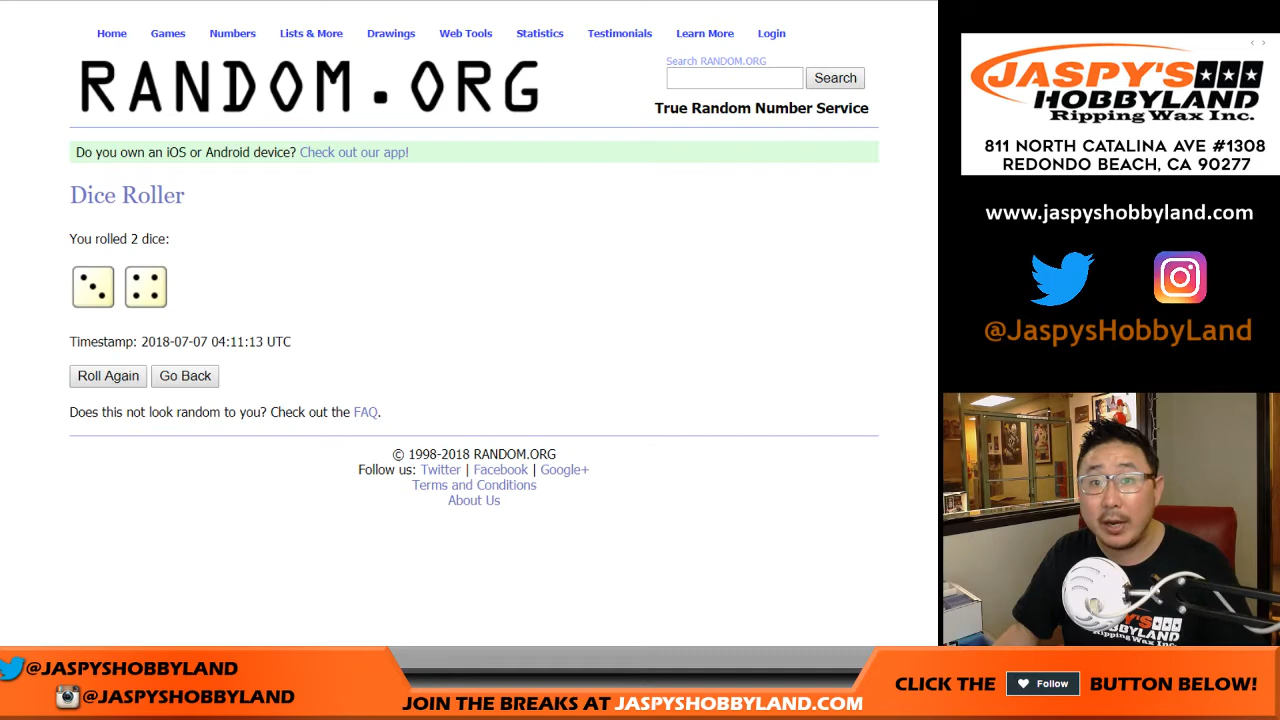 Home Games Numbers Lists & More Drawings Web Tools Statistics Testimonials Learn More Login
RANDOM.ORG
Search RANDOM.ORG
Search
True Random Number Service
Do you own an iOS or Android device? Check out our app!
Dice Roller
You rolled 2 dice:
Timestamp: 2018-07-07 04:11:13 UTC
Roll Again Go Back
Does this not look random to you? Check out the FAQ.
© 1998-2018 RANDOM.ORG
Follow us: Twitter | Facebook | Google+
Terms and Conditions
About Us
JASPY'S
HOBBYLAND
Ripping Wax Inc.
811 NORTH CATALINA AVE #1308
REDONDO BEACH, CA 90277
www.jaspyshobbyland.com
@JaspysHobbyLand
JASPY'S
HOBBYLAND
Ripping Wax Inc.
@JASPYSHOBBYLAND
@JASPYSHOBBYLAND
JOIN THE BREAKS AT JASPYSHOBBYLAND.COM
CLICK THE Follow BUTTON BELOW!